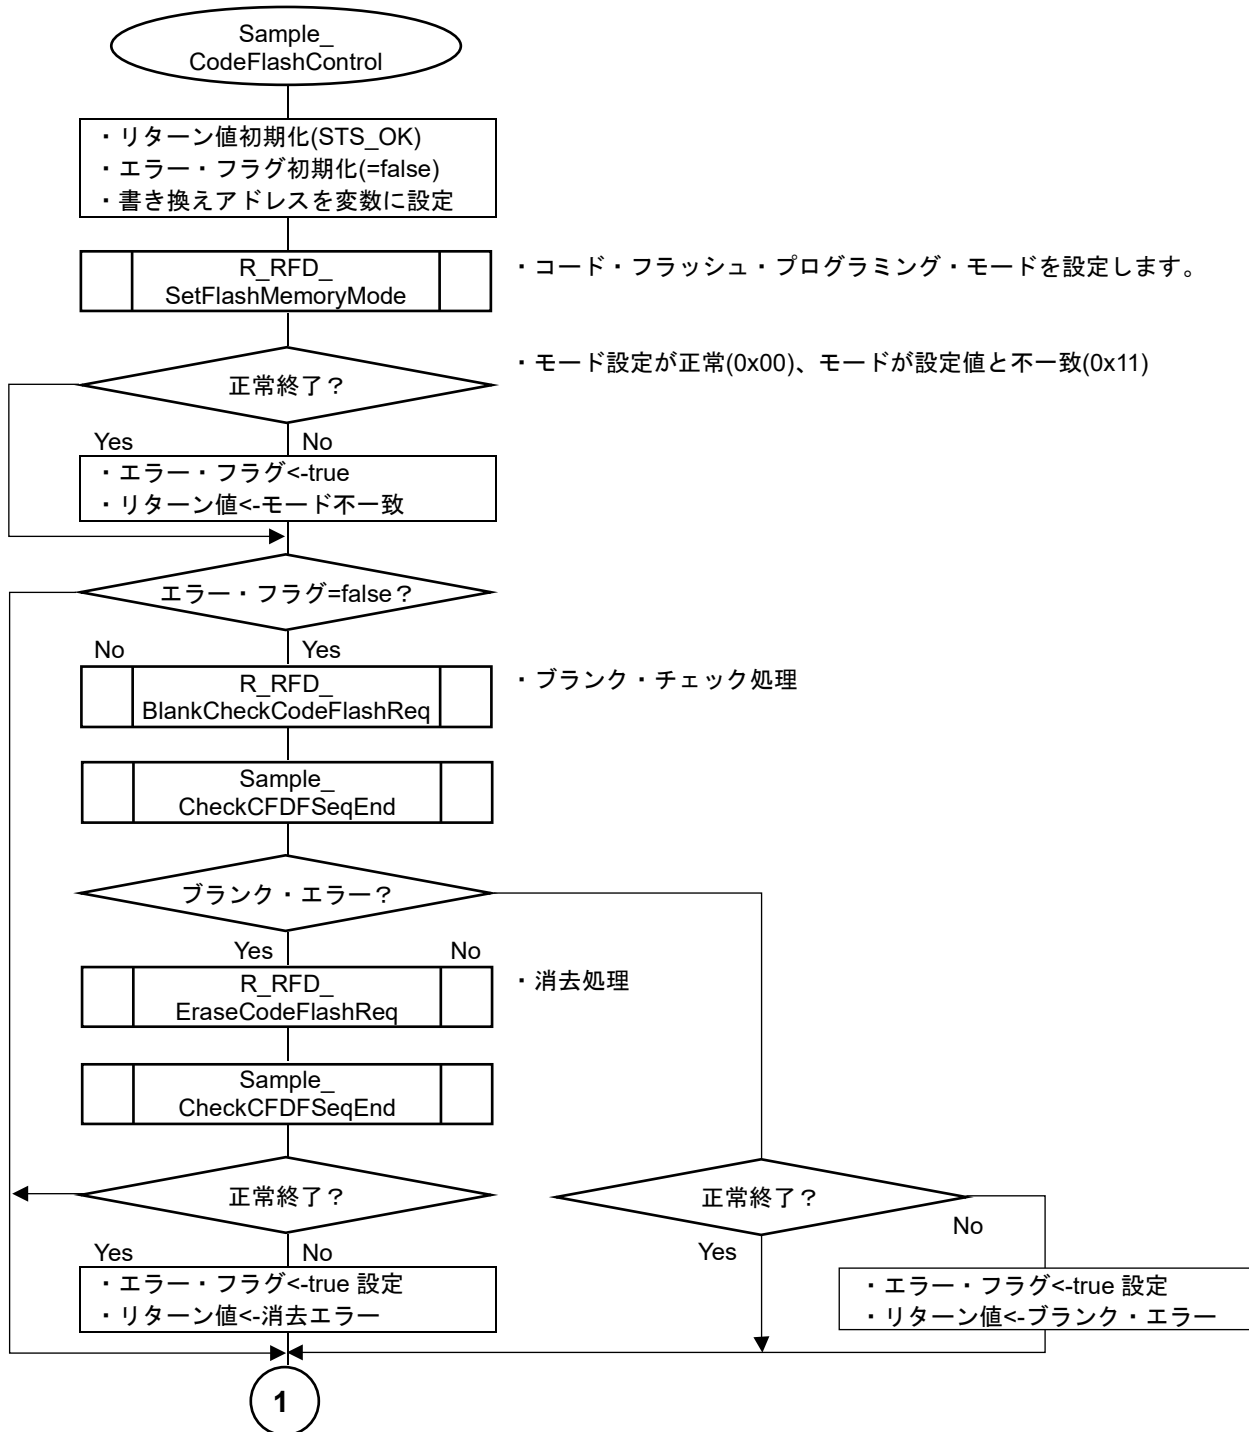 Sample_
CodeFlashControl
・リターン値初期化(STS_OK)
・エラー・フラグ初期化(=false)
・書き換えアドレスを変数に設定
R_RFD_
SetFlashMemoryMode
・コード・フラッシュ・プログラミング・モードを設定します。
・モード設定が正常(0x00)、モードが設定値と不一致(0x11)
正常終了？
Yes
No
・エラー・フラグ<-true
・リターン値<-モード不一致
エラー・フラグ=false？
No
Yes
R_RFD_
BlankCheckCodeFlashReq
・ブランク・チェック処理
Sample_
CheckCFDFSeqEnd
ブランク・エラー？
Yes
No
R_RFD_
EraseCodeFlashReq
・消去処理
Sample_
CheckCFDFSeqEnd
正常終了？
正常終了？
Yes
No
Yes
No
・エラー・フラグ<-true 設定
・リターン値<-消去エラー
・エラー・フラグ<-true 設定
・リターン値<-ブランク・エラー
1